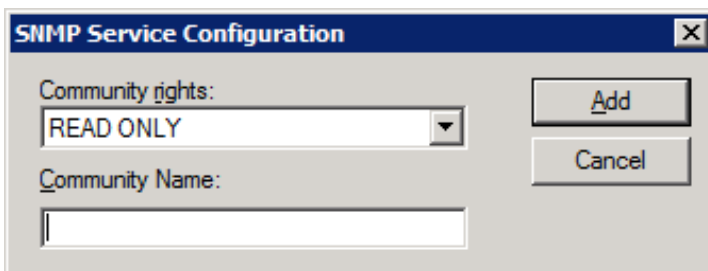 SNMP Service Configuration
Community rights:
READ ONLY
Add
Cancel
Community Name: